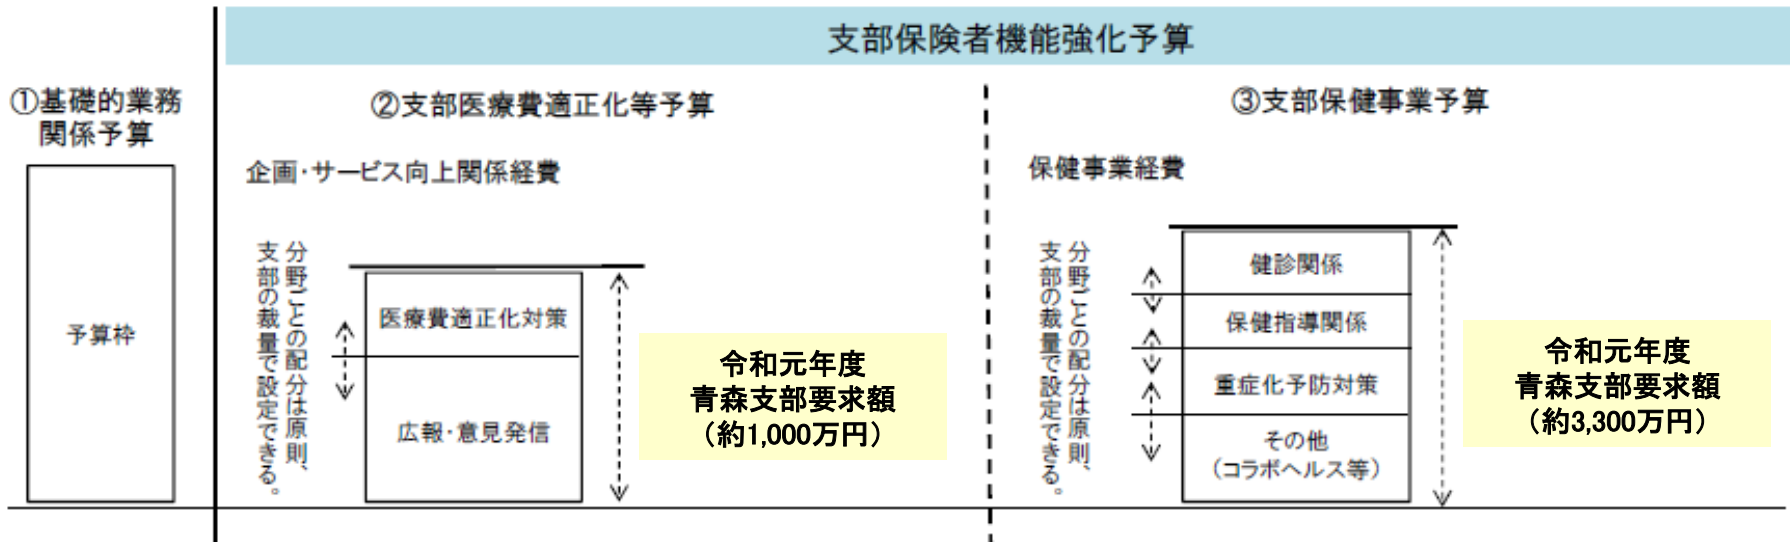 支部保険者機能強化予算
①基礎的業務
関係予算
予算枠
②支部医療費適正化等予算
企画・サービス向上関係経費
分野ごとの配分は原則、
支部の裁量で設定できる。
医療費適正化対策
広報・意見発信
令和元年度
青森支部要求額
（約1,000万円）
③支部保健事業予算
保健事業経費
分野ごとの配分は原則、
支部の裁量で設定できる。
健診関係
保健指導関係
重症化予防対策
その他
（コラボヘルス等）
令和元年度
青森支部要求額
（約3,300万円）